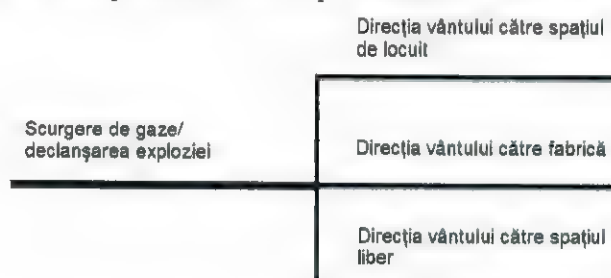 Direcția vântului către spațiul
de locuit
Scurgere de gaze/
declanșarea exploziei
Direcția vântului către fabrică
Direcția vântului către spațiul
liber